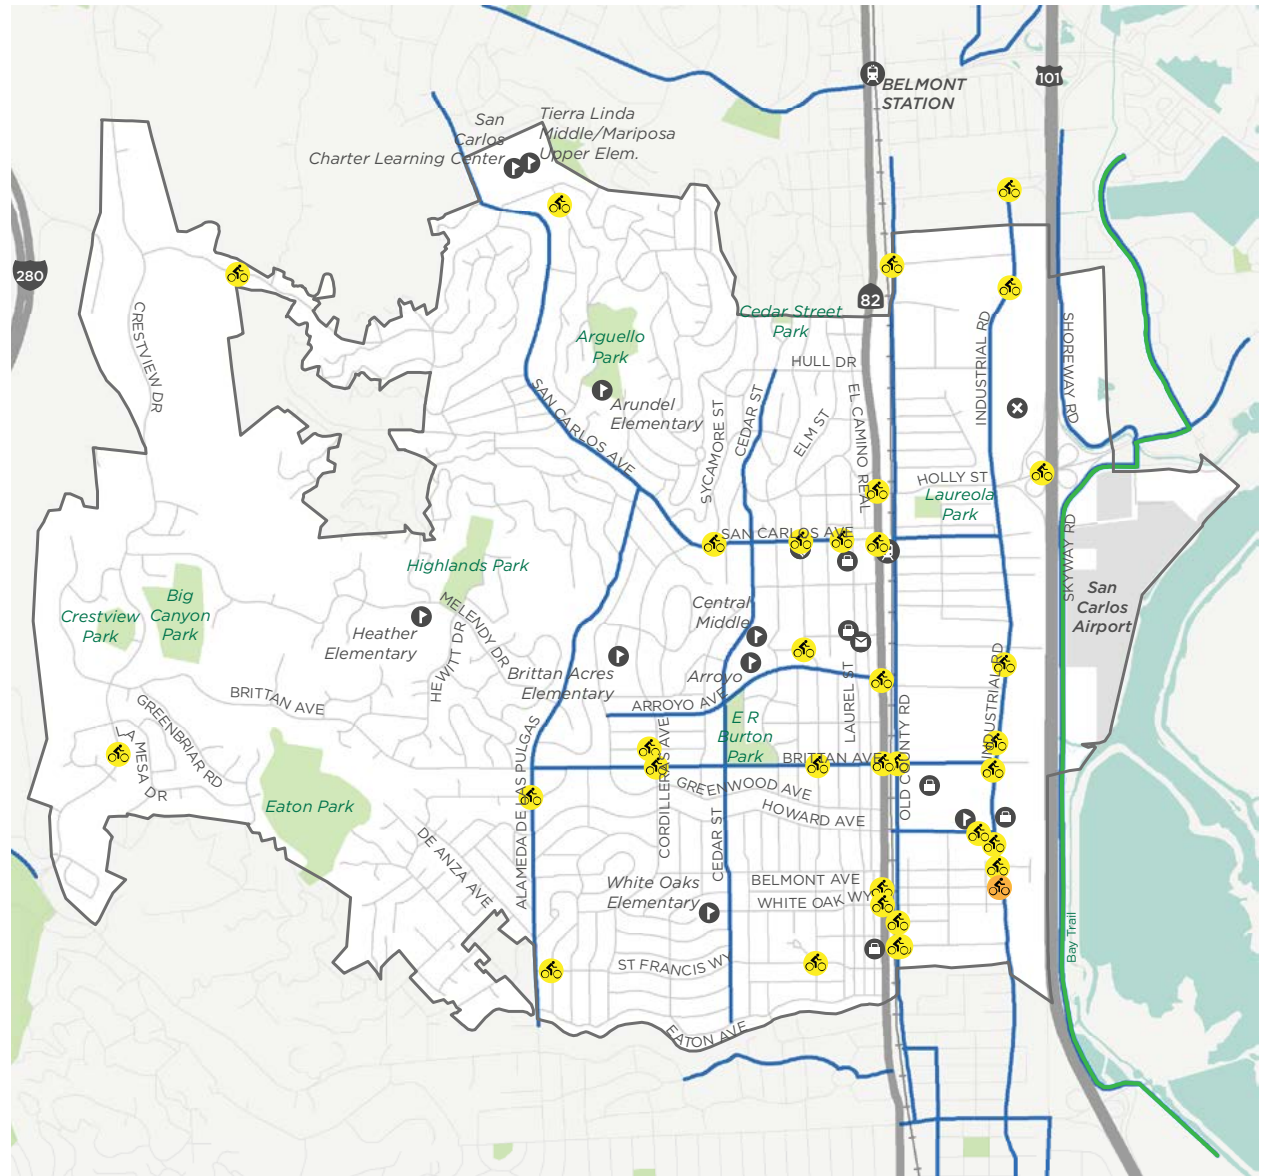 BELMONT
STATION
101
San
Carlos
Charter Learning Center
Tierra Linda
Middle/Mariposa
Upper Elem.
280
82
CRESTVIEW DR
Arguello
Park
Cedar Street
Park
HULL DR
INDUSTRIAL RD
SHOREWAY RD
SAN CARLOS AVE
Arundel
Elementary
SYCAMORE ST
CEDAR ST
ELM ST
EL CAMINO REAL
HOLLY ST
Laureola
Park
SAN CARLOS AVE
SKYWAY RD
Highlands Park
San
Carlos
Airport
Crestview
Park
Big
Canyon
Park
Heather
Elementary
MELENDY DR
HEWITT DR
Central
Middle
Brittan Acres
Elementary
Arroyo
ARROYO AVE
LAUREL ST
INDUSTRIAL RD
BRITTAN AVE
GREENBRIAR RD
LA MESA DR
E R
Burton
Park
OLD COUNTY RD
BRITTAN AVE
ALAMEDA DE LAS PULGAS
CORDILLERAS AVE
GREENWOOD AVE
HOWARD AVE
Eaton Park
DE ANZA AVE
CEDAR ST
White Oaks
Elementary
BELMONT AVE
WHITE OAK WY
ST FRANCIS WY
Bay Trail
EATON AVE